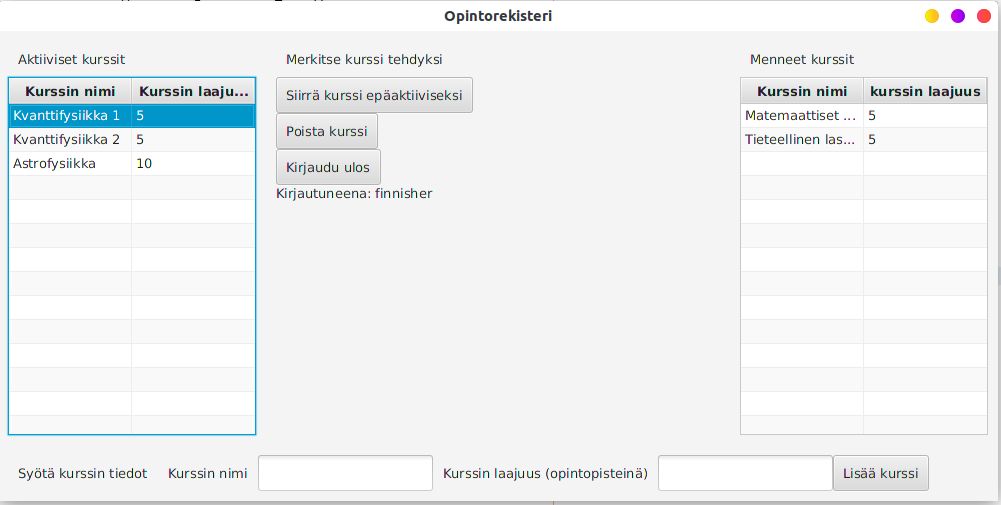 Opintorekisteri
Aktiiviset kurssit
Kurssin nimi Kurssin laaju...
Kvanttifysiikka 1 5
Kvanttifysiikka 2 5
Astrofysiikka 10
Merkitse kurssi tehdyksi
Siirrä kurssi epäaktiiviseksi
Poista kurssi
Kirjaudu ulos
Kirjautuneena: finnisher
Menneet kurssit
Kurssin nimi kurssin laajuus
Matemaattiset ... 5
Tieteellinen las... 5
Syötä kurssin tiedot Kurssin nimi Kurssin laajuus (opintopisteinä) Lisää kurssi